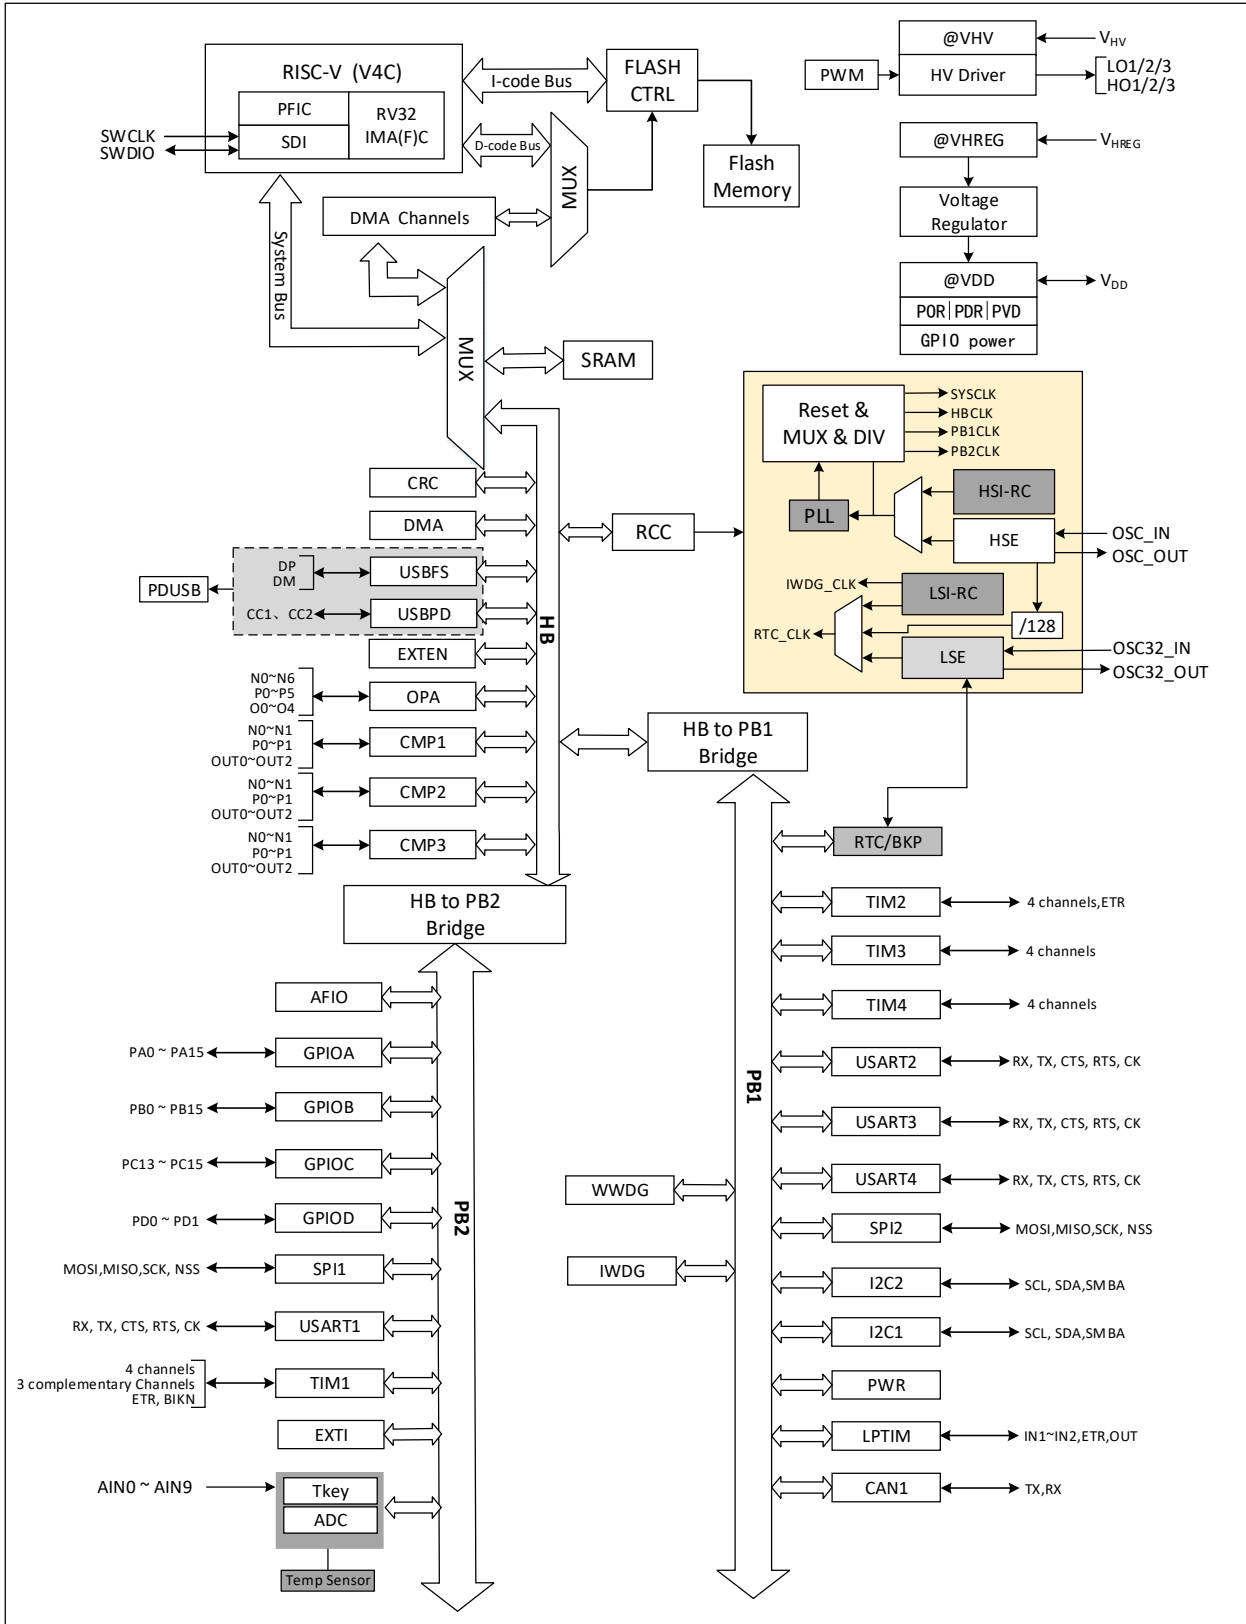 RISC-V (V4C)
PFIC
SDI
RV32
IMA(F)C
SWCLK
SWDIO
I-code Bus
D-code Bus
FLASH
CTRL
Flash
Memory
MUX
DMA Channels
System Bus
MUX
SRAM
@VHV
HV Driver
PWM
VHV
LO1/2/3
HO1/2/3
@VHREG
VHREG
Voltage
Regulator
@VDD
VDD
POR|PDR|PVD
GPIO power
Reset &
MUX & DIV
SYSCLK
HBCLK
PB1CLK
PB2CLK
PLL
HSI-RC
HSE
OSC_IN
OSC_OUT
IWDG_CLK
LSI-RC
RTC_CLK
/128
LSE
OSC32_IN
OSC32_OUT
RCC
CRC
DMA
PDUSB
DP
DM
USBFS
CC1、CC2
USBPD
HB
EXTEN
N0~N6
P0~P5
O0~O4
OPA
N0~N1
P0~P1
OUT0~OUT2
CMP1
N0~N1
P0~P1
OUT0~OUT2
CMP2
N0~N1
P0~P1
OUT0~OUT2
CMP3
HB to PB1
Bridge
HB to PB2
Bridge
RTC/BKP
TIM2
4 channels,ETR
TIM3
4 channels
TIM4
4 channels
USART2
RX, TX, CTS, RTS, CK
PB1
USART3
RX, TX, CTS, RTS, CK
USART4
RX, TX, CTS, RTS, CK
WWDG
SPI2
MOSI,MISO,SCK, NSS
IWDG
I2C2
SCL, SDA,SMBA
I2C1
SCL, SDA,SMBA
PWR
LPTIM
IN1~IN2,ETR,OUT
CAN1
TX,RX
AFIO
PA0 ~ PA15
GPIOA
PB0 ~ PB15
GPIOB
PC13 ~ PC15
GPIOC
PD0 ~ PD1
GPIOD
PB2
MOSI,MISO,SCK, NSS
SPI1
RX, TX, CTS, RTS, CK
USART1
4 channels
3 complementary Channels
ETR, BIKN
TIM1
EXTI
AIN0 ~ AIN9
Tkey
ADC
Temp Sensor